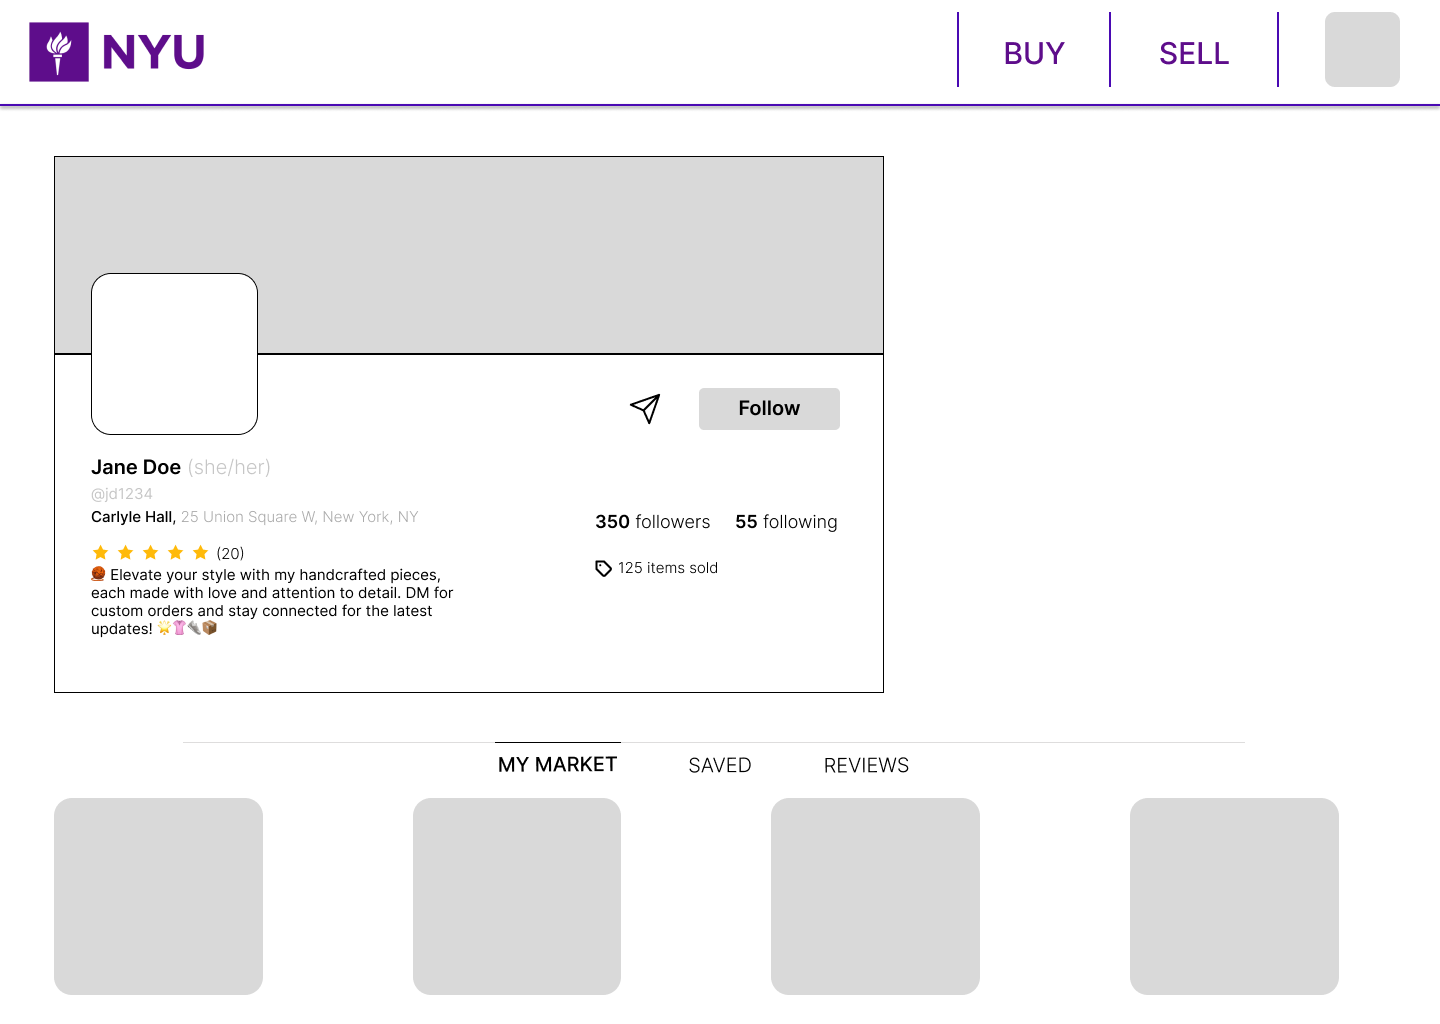 NYU
BUY
SELL
Follow
Jane Doe (she/her)
@jd1234
Carlyle Hall, 25 Union Square W, New York, NY
350 followers 55 following
★ ★ ★ ★ ★ (20)
125 items sold
🧶 Elevate your style with my handcrafted pieces,
each made with love and attention to detail. DM for
custom orders and stay connected for the latest
updates! 🌟👚🔌📦
MY MARKET
SAVED
REVIEWS